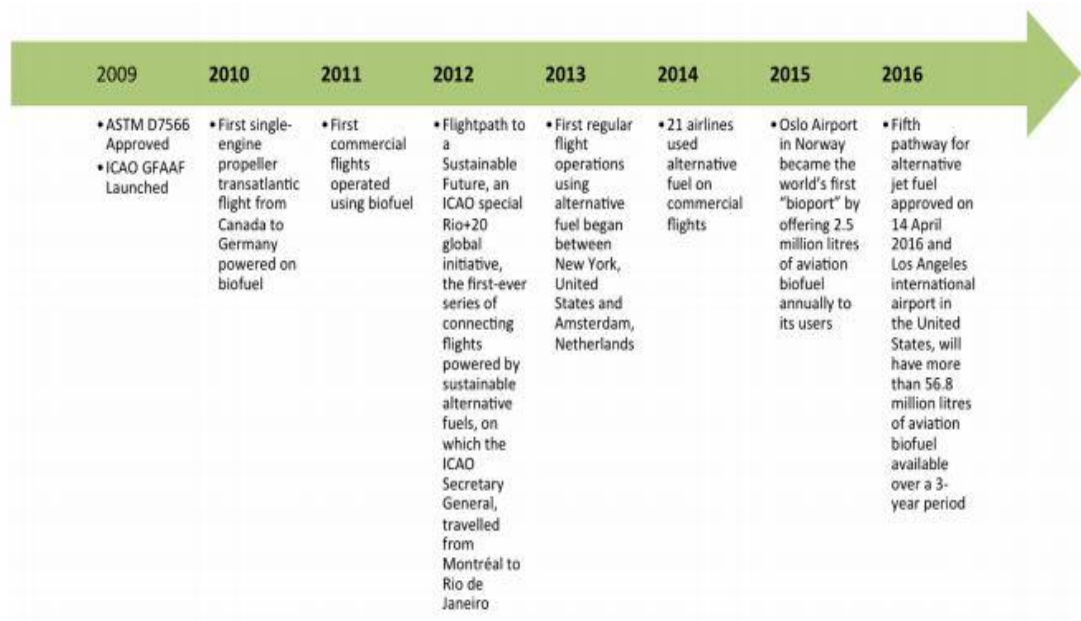 2009
• ASTM D7566
Approved
• ICAO GFAAF
Launched
2010
• First single-
engine
propeller
transatlantic
flight from
Canada to
Germany
powered on
biofuel
2011
• First
commercial
flights
operated
using biofuel
2012
• Flightpath to
a
Sustainable
Future, an
ICAO special
Rio+20
global
initiative,
the first-ever
series of
connecting
flights
powered by
sustainable
alternative
fuels, on
which the
ICAO
Secretary
General,
travelled
from
Montréal to
Rio de
Janeiro
2013
• First regular
flight
operations
using
alternative
fuel began
between
New York,
United
States and
Amsterdam,
Netherlands
2014
• 21 airlines
used
alternative
fuel on
commercial
flights
2015
• Oslo Airport
in Norway
became the
world's first
"bioport" by
offering 2.5
million litres
of aviation
biofuel
annually to
its users
2016
• Fifth
pathway for
alternative
jet fuel
approved on
14 April
2016 and
Los Angeles
international
airport in
the United
States, will
have more
than 56.8
million litres
of aviation
biofuel
available
over a 3-
year period